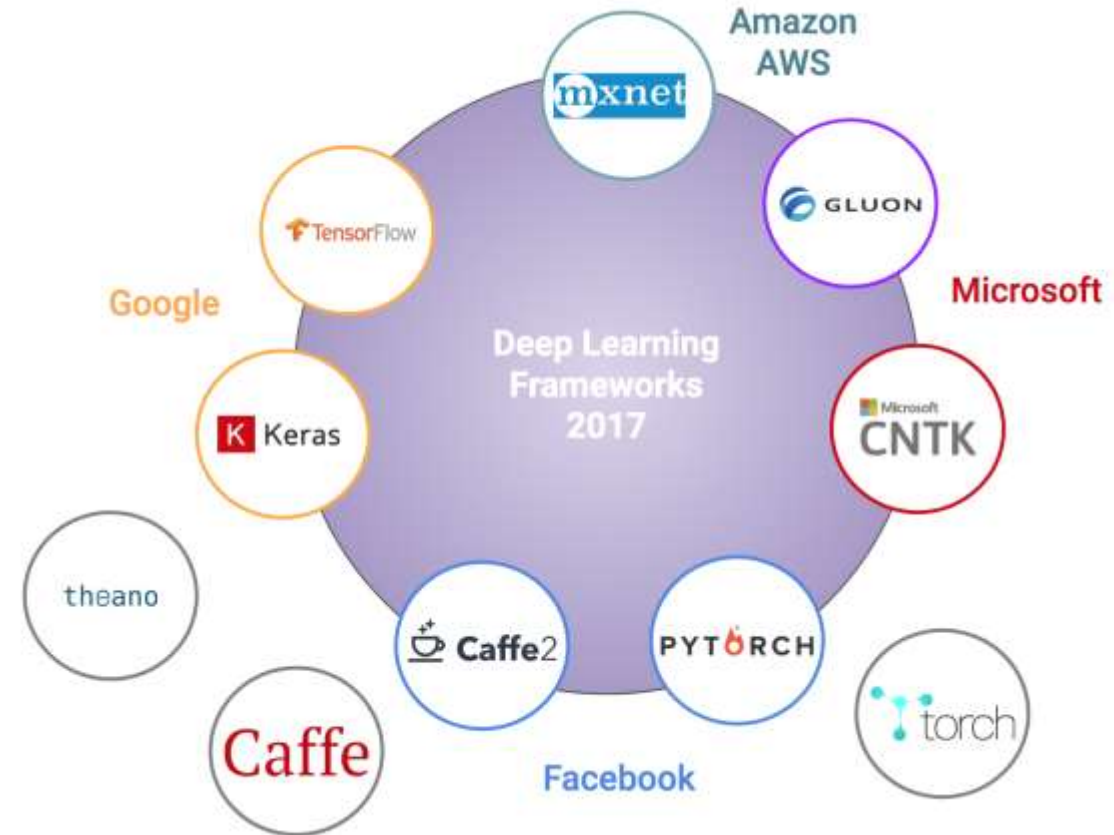 Amazon
AWS
mxnet
GLUON
TensorFlow
Google
Microsoft
Deep Learning
Frameworks
2017
K Keras
Microsoft
CNTK
theano
Caffe2
PYTORCH
torch
Caffe
Facebook